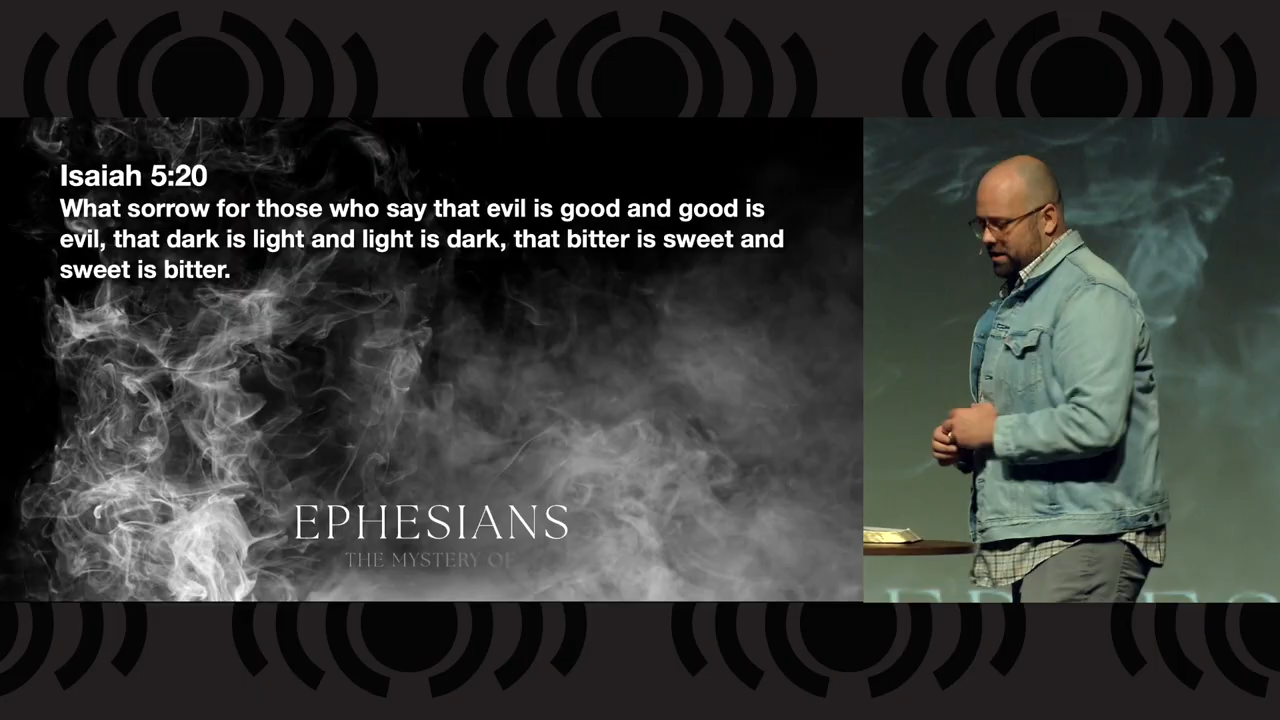 Isaiah 5:20
What sorrow for those who say that evil is good and good is
evil, that dark is light and light is dark, that bitter is sweet and
sweet is bitter.
EPHESIANS
THE MYSTERY OF